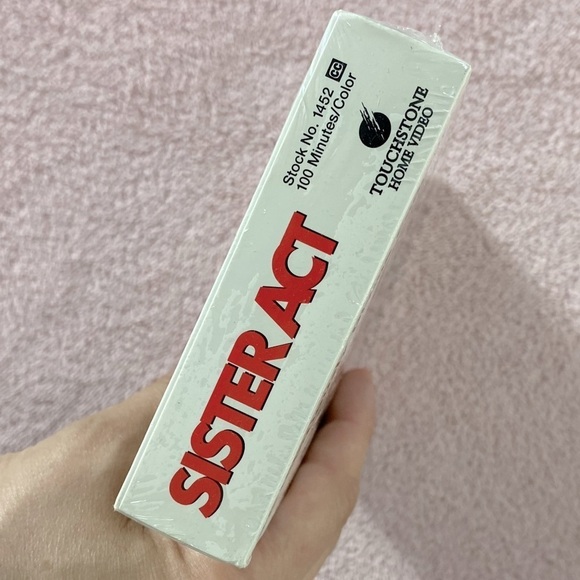 SISTER ACT
Stock No. 1452 CC
100 Minutes/Color
TOUCHSTONE
HOME VIDEO